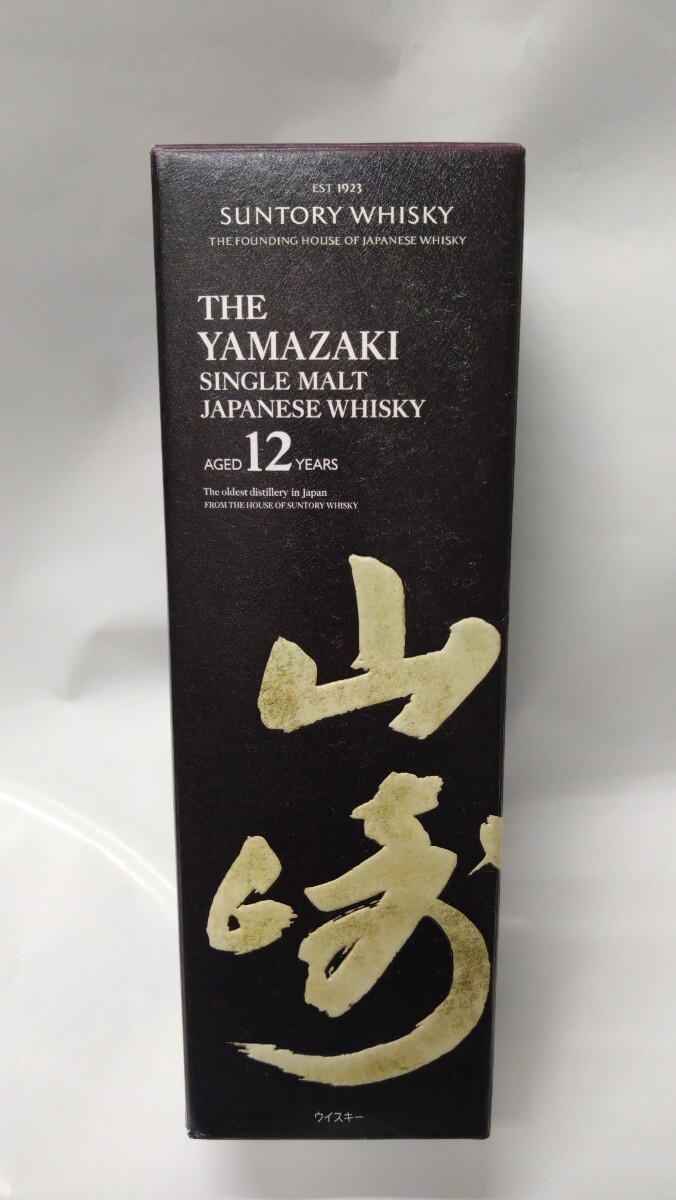 EST 1923
SUNTORY WHISKY
THE FOUNDING HOUSE OF JAPANESE WHISKY
THE
YAMAZAKI
SINGLE MALT
JAPANESE WHISKY
AGED 12 YEARS
The oldest distillery in Japan
FROM THE HOUSE OF SUNTORY WHISKY
山
崎
ウイスキー